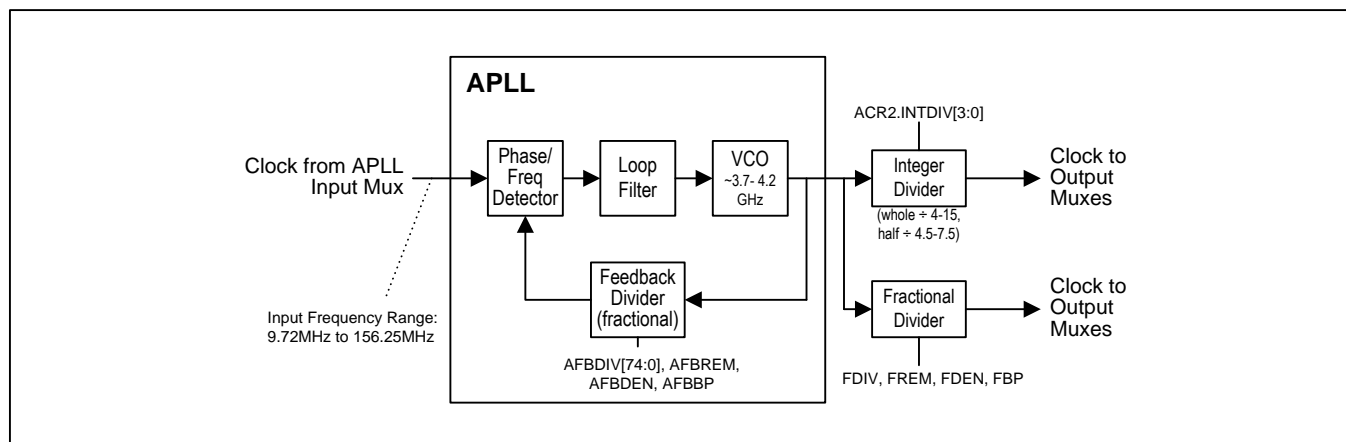 APLL
Clock from APLL
Input Mux
Phase/
Freq
Detector
Loop
Filter
VCO
~3.7- 4.2
GHz
ACR2.INTDIV[3:0]
Integer
Divider
(whole ÷ 4-15,
half ÷ 4.5-7.5)
Clock to
Output
Muxes
Feedback
Divider
(fractional)
Fractional
Divider
Clock to
Output
Muxes
Input Frequency Range:
9.72MHz to 156.25MHz
AFBDIV[74:0], AFBREM,
AFBDEN, AFBBP
FDIV, FREM, FDEN, FBP